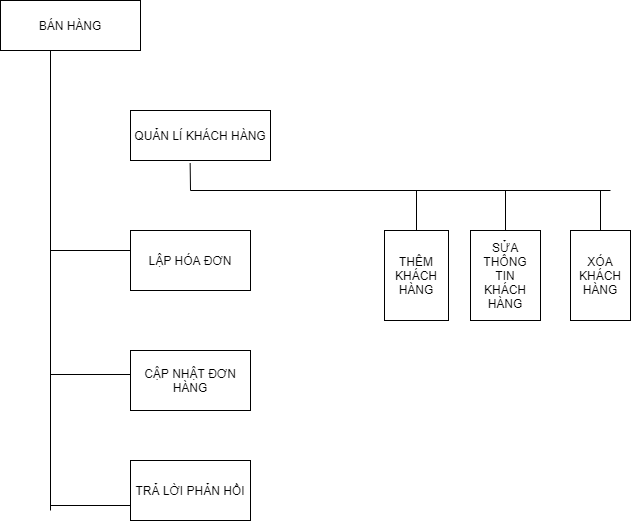 BÁN HÀNG
QUẢN LÍ KHÁCH HÀNG
LẬP HÓA ĐƠN
THÊM
KHÁCH
HÀNG
SỬA
THÔNG
TIN
KHÁCH
HÀNG
XÓA
KHÁCH
HÀNG
CẬP NHẬT ĐƠN
HÀNG
TRẢ LỜI PHẢN HỒI